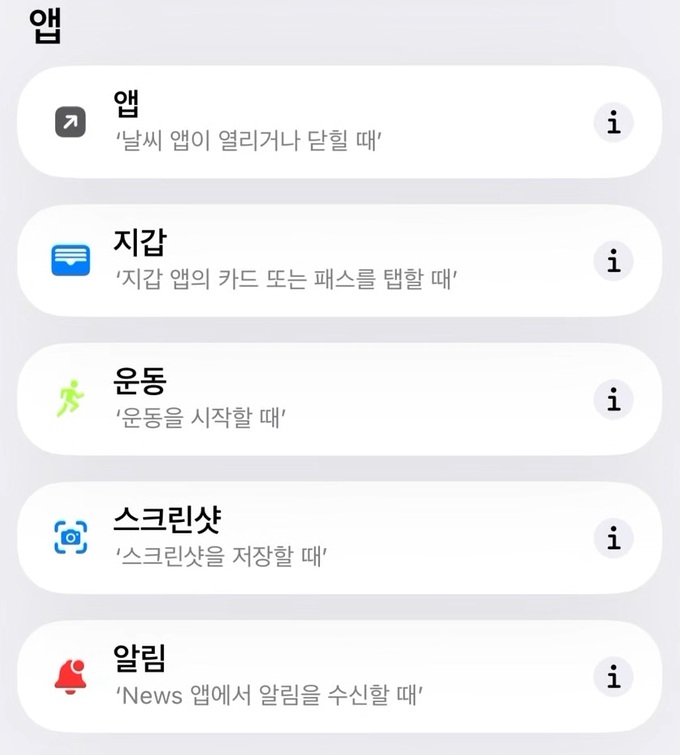 앱
앱
‘날씨 앱이 열리거나 닫힐 때’
지갑
‘지갑 앱의 카드 또는 패스를 탭할 때’
운동
‘운동을 시작할 때’
스크린샷
‘스크린샷을 저장할 때’
알림
‘News 앱에서 알림을 수신할 때’